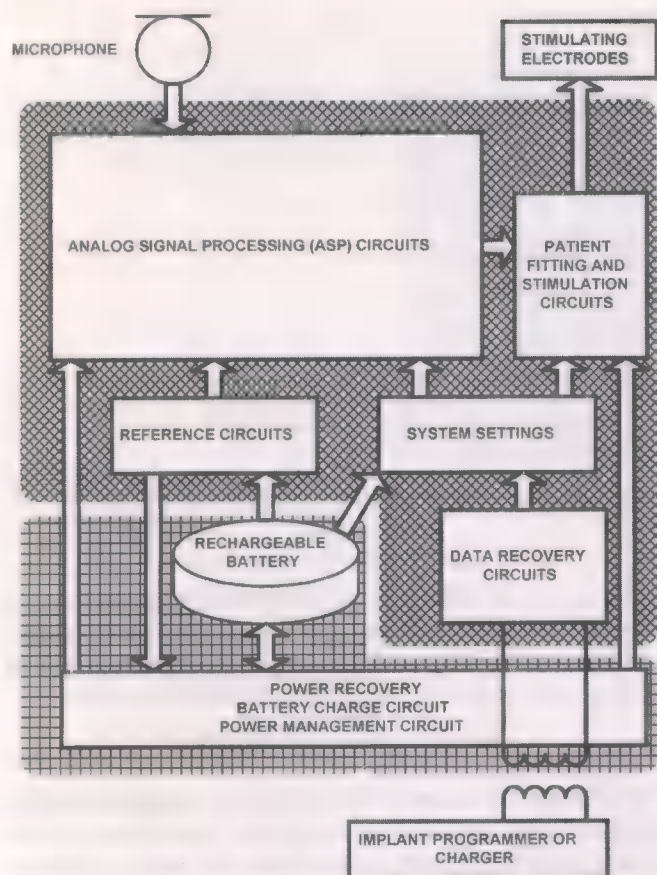 MICROPHONE
STIMULATING
ELECTRODES
ANALOG SIGNAL PROCESSING (ASP) CIRCUITS
PATIENT
FITTING AND
STIMULATION
CIRCUITS
REFERENCE CIRCUITS
SYSTEM SETTINGS
RECHARGEABLE
BATTERY
DATA RECOVERY
CIRCUITS
POWER RECOVERY
BATTERY CHARGE CIRCUIT
POWER MANAGEMENT CIRCUIT
IMPLANT PROGRAMMER OR
CHARGER